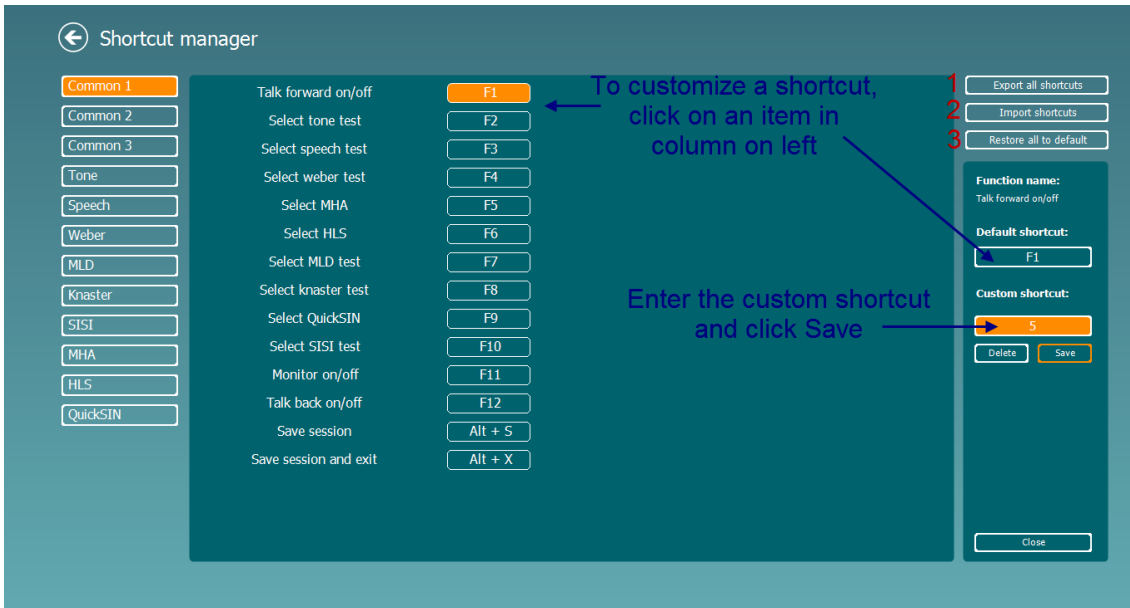 Shortcut manager
Common 1
Common 2
Common 3
Tone
Speech
Weber
MLD
Knaster
SISI
MHA
HLS
QuickSIN
Talk forward on/off F1
Select tone test F2
Select speech test F3
Select weber test F4
Select MHA F5
Select HLS F6
Select MLD test F7
Select knaster test F8
Select QuickSIN F9
Select SISI test F10
Monitor on/off F11
Talk back on/off F12
Save session Alt + S
Save session and exit Alt + X
To customize a shortcut,
click on an item in
column on left
Enter the custom shortcut
and click Save
1 Export all shortcuts
2 Import shortcuts
3 Restore all to default
Function name:
Talk forward on/off
Default shortcut:
F1
Custom shortcut:
5
Delete Save
Close